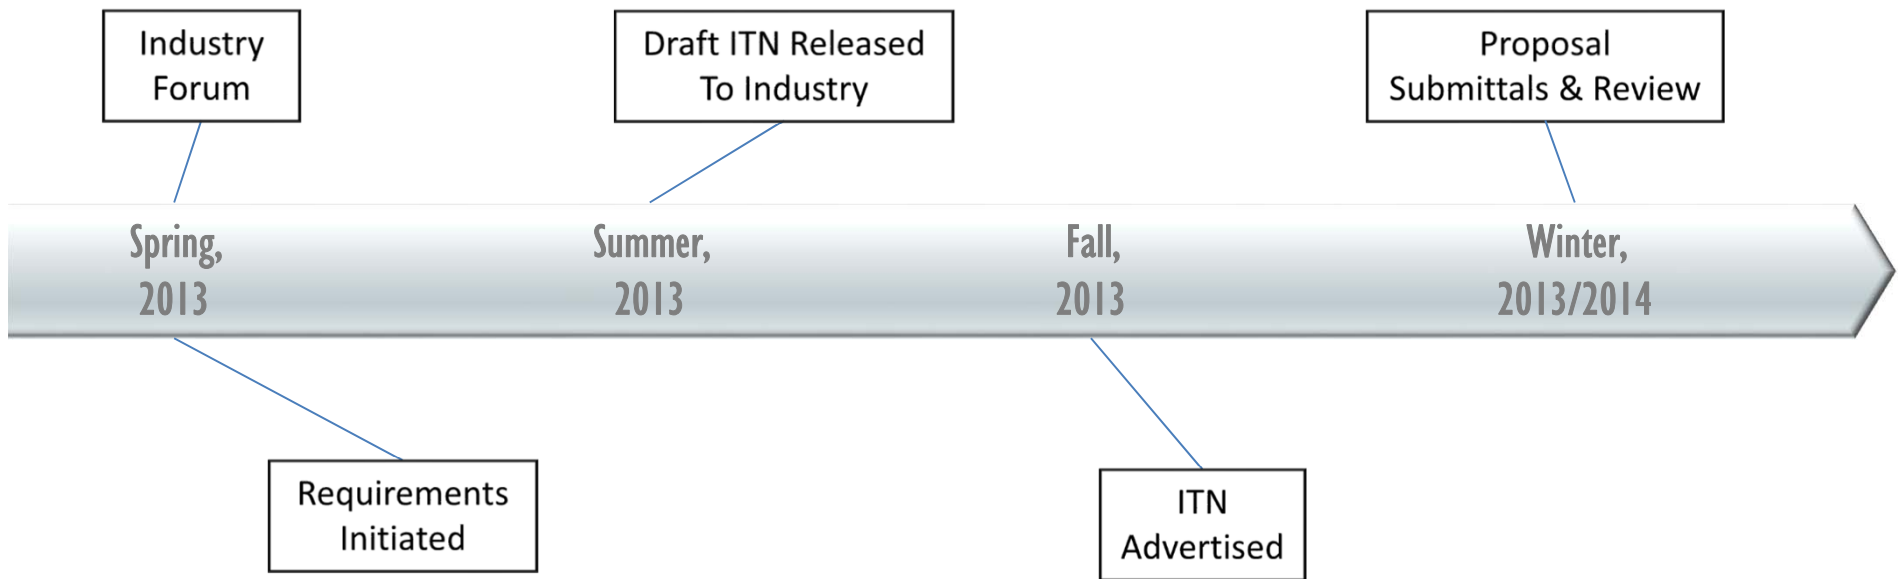 Industry
Forum
Draft ITN Released
To Industry
Proposal
Submittals & Review
Spring,
2013
Summer,
2013
Fall,
2013
Winter,
2013/2014
Requirements
Initiated
ITN
Advertised